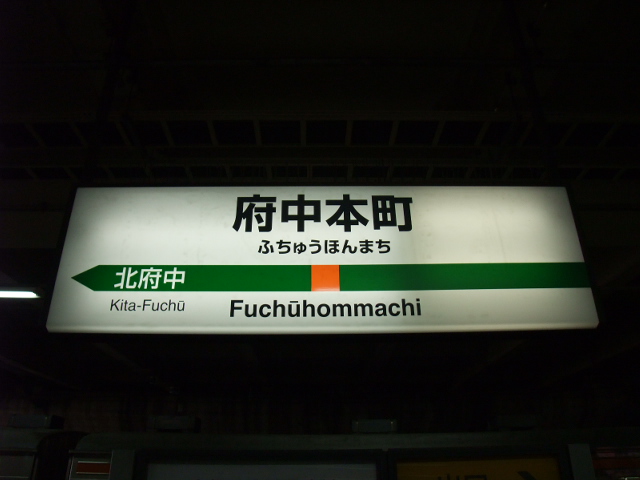 府中本町
ふちゅうほんまち
北府中
Kita-Fuchū
Fuchūhommachi